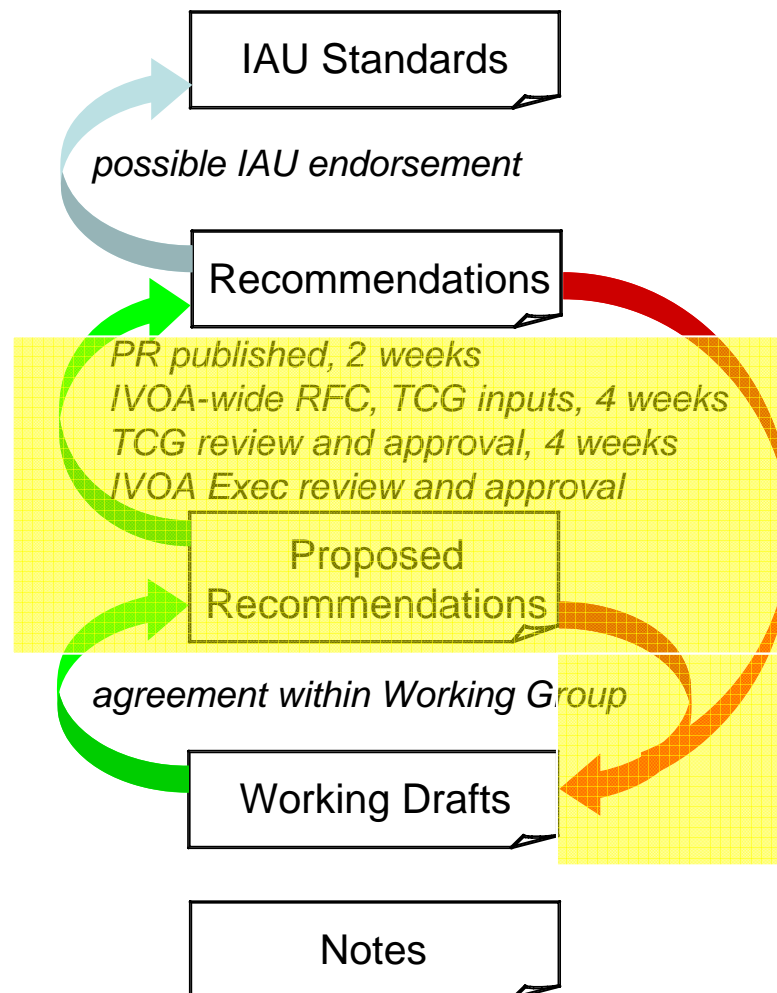 IAU Standards
possible IAU endorsement
Recommendations
PR published, 2 weeks
IVOA-wide RFC, TCG inputs, 4 weeks
TCG review and approval, 4 weeks
IVOA Exec review and approval
Proposed
Recommendations
agreement within Working Group
Working Drafts
Notes